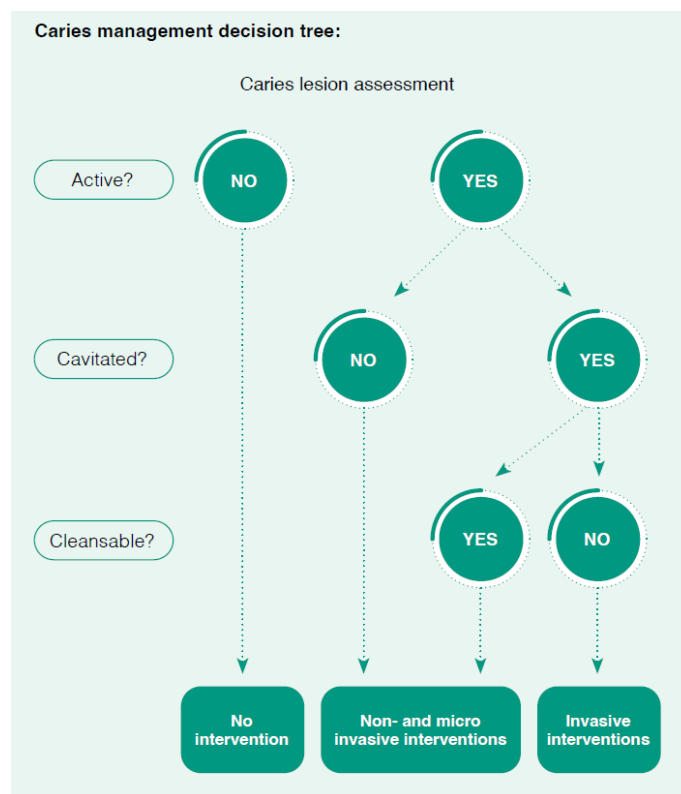 Caries management decision tree:
Caries lesion assessment
Active?
NO
YES
Cavitated?
NO
YES
Cleansable?
YES
NO
No
intervention
Non- and micro
invasive interventions
Invasive
interventions